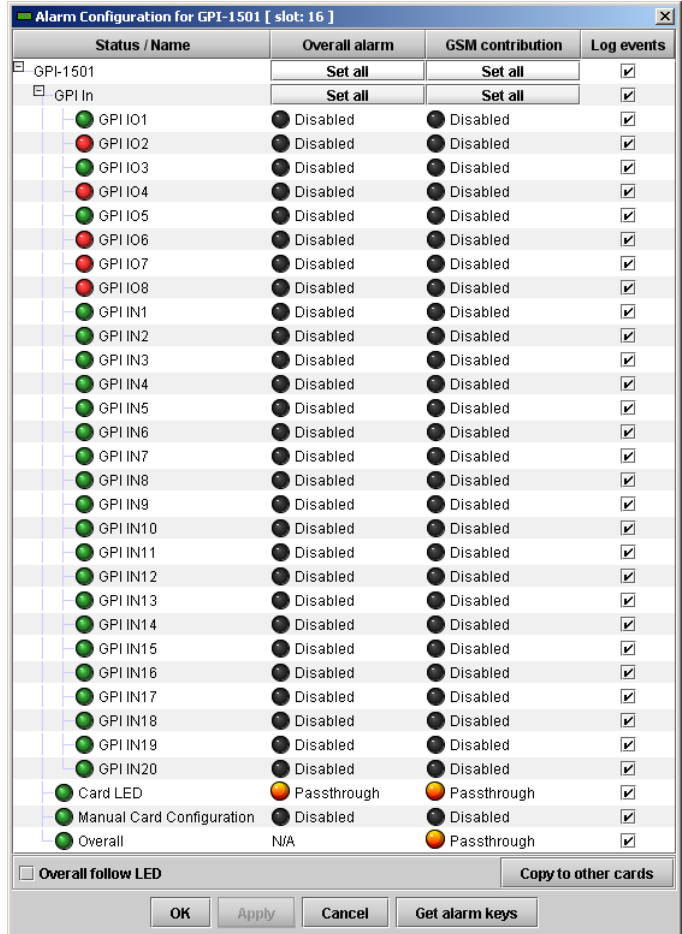 Alarm Configuration for GPI-1501 [ slot: 16 ]
Status / Name Overall alarm GSM contribution Log events
GPI-1501 Set all Set all
GPI In Set all Set all
GPI IO1 Disabled Disabled
GPI IO2 Disabled Disabled
GPI IO3 Disabled Disabled
GPI IO4 Disabled Disabled
GPI IO5 Disabled Disabled
GPI IO6 Disabled Disabled
GPI IO7 Disabled Disabled
GPI IO8 Disabled Disabled
GPI IN1 Disabled Disabled
GPI IN2 Disabled Disabled
GPI IN3 Disabled Disabled
GPI IN4 Disabled Disabled
GPI IN5 Disabled Disabled
GPI IN6 Disabled Disabled
GPI IN7 Disabled Disabled
GPI IN8 Disabled Disabled
GPI IN9 Disabled Disabled
GPI IN10 Disabled Disabled
GPI IN11 Disabled Disabled
GPI IN12 Disabled Disabled
GPI IN13 Disabled Disabled
GPI IN14 Disabled Disabled
GPI IN15 Disabled Disabled
GPI IN16 Disabled Disabled
GPI IN17 Disabled Disabled
GPI IN18 Disabled Disabled
GPI IN19 Disabled Disabled
GPI IN20 Disabled Disabled
Card LED Passthrough Passthrough
Manual Card Configuration Disabled Disabled
Overall N/A Passthrough
Overall follow LED Copy to other cards
OK Apply Cancel Get alarm keys